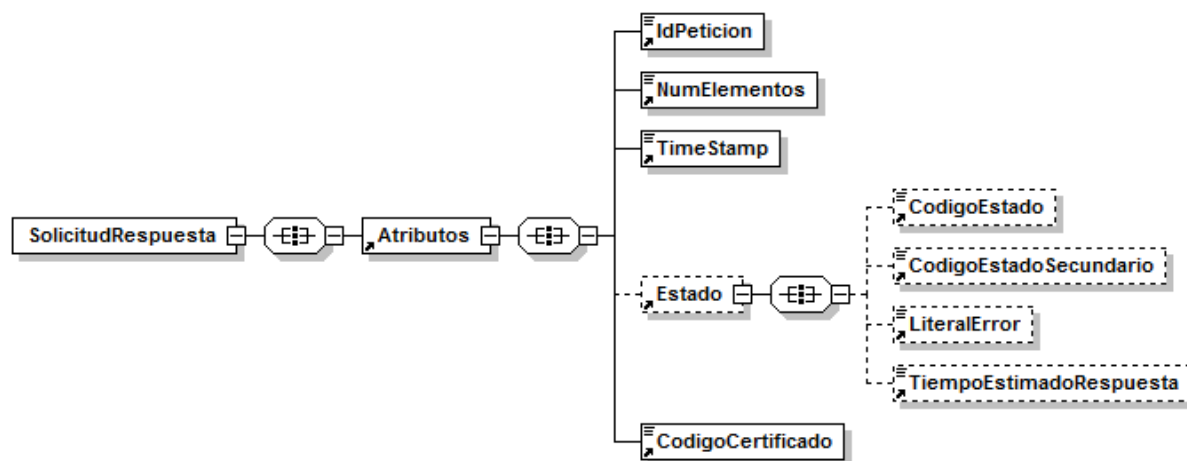 IdPeticion
NumElementos
TimeStamp
SolicitudRespuesta
Atributos
Estado
CodigoEstado
CodigoEstadoSecundario
LiteralError
TiempoEstimadoRespuesta
CodigoCertificado